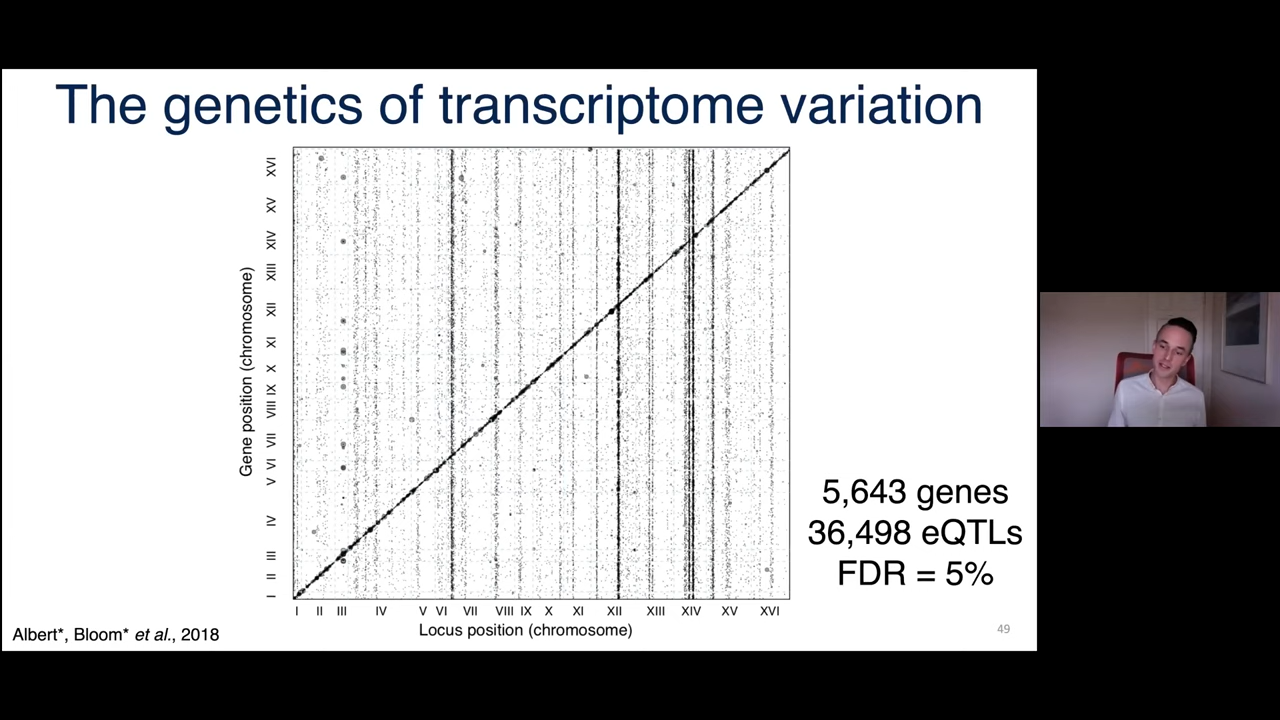 The genetics of transcriptome variation
Gene position (chromosome)
XVI
XV
XIV
XIII
XII
XI
X
IX
VIII
VII
VI
V
IV
III
II
I
I II III IV V VI VII VIII IX X XI XII XIII XIV XV XVI
Locus position (chromosome)
5,643 genes
36,498 eQTLs
FDR = 5%
Albert*, Bloom* et al., 2018
49